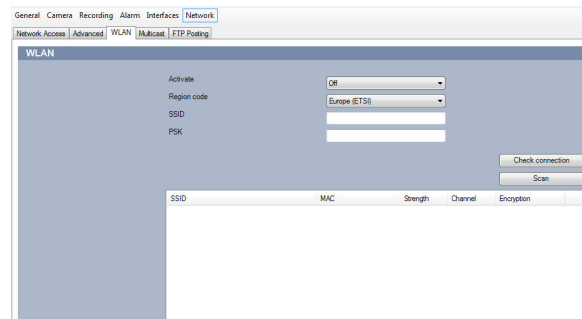 General Camera Recording Alarm Interfaces Network
Network Access Advanced WLAN Multicast FTP Posting
WLAN
Activate Off
Region code Europe (ETSI)
SSID
PSK
Check connection
Scan
SSID MAC Strength Channel Encryption